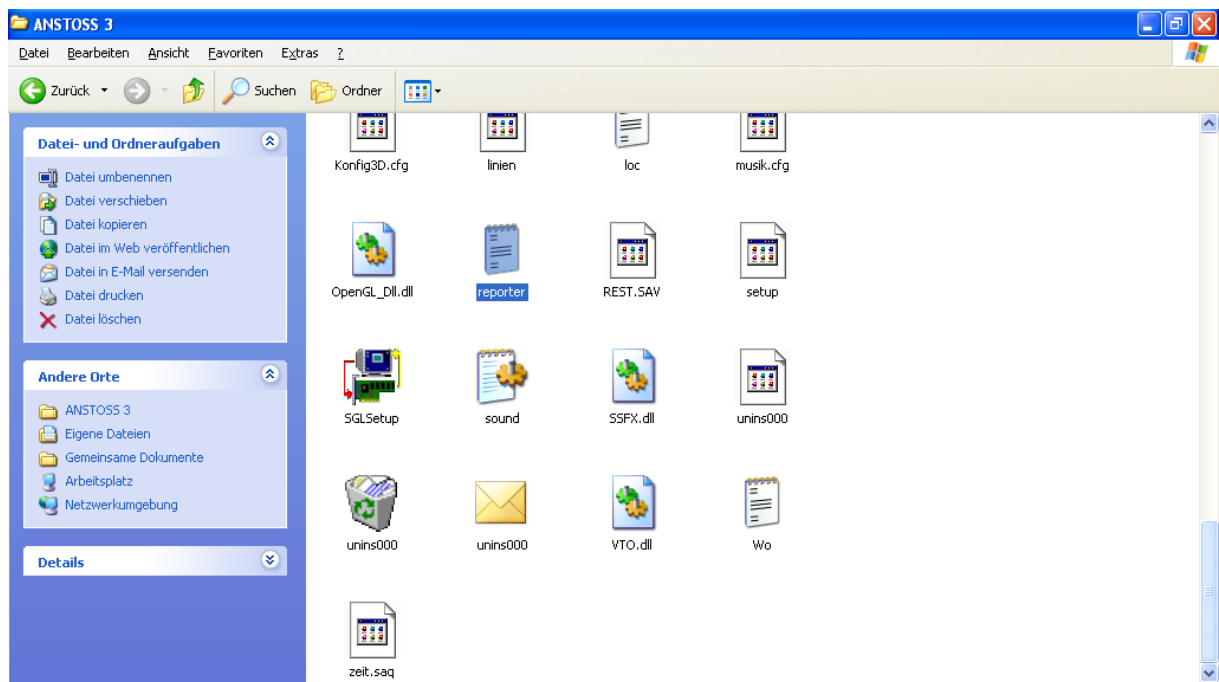 ANSTOSS 3
Datei Bearbeiten Ansicht Favoriten Extras ?
Zurück Suchen Ordner
Datei- und Ordneraufgaben
Datei umbenennen
Datei verschieben
Datei kopieren
Datei im Web veröffentlichen
Datei in E-Mail versenden
Datei drucken
Datei löschen
Andere Orte
ANSTOSS 3
Eigene Dateien
Gemeinsame Dokumente
Arbeitsplatz
Netzwerkumgebung
Details
Konfig3D.cfg linien loc musik.cfg
OpenGL_Dll.dll reporter REST.SAV setup
SGLSetup sound SSFX.dll unins000
unins000 unins000 VTO.dll Wo
zeit.saq